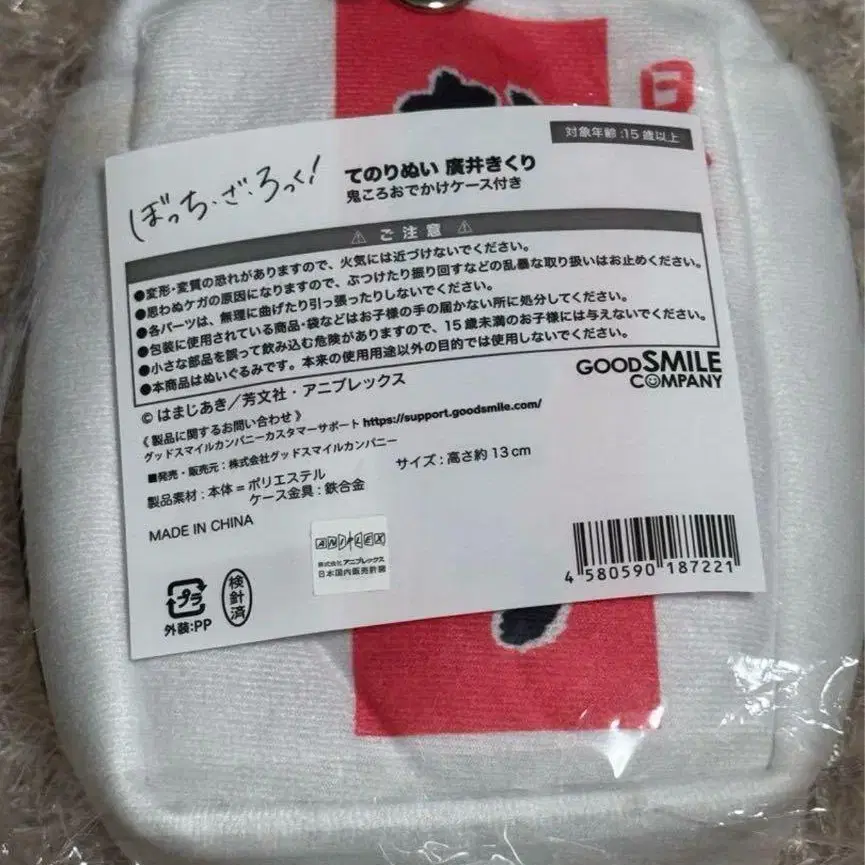 対象年齢:15歳以上
ぼっち・ざ・ろっく!
てのりぬい 廣井きくり
鬼ころおでかけケース付き
⚠ ご注意 ⚠
●変形・変質の恐れがありますので、火気には近づけないでください。
●思わぬケガの原因になりますので、ぶつけたり振り回すなどの乱暴な取り扱いはお止めください。
●各パーツは、無理に曲げたり引っ張ったりしないでください。
●包装に使用されている商品・袋などはお子様の手の届かない所に処分してください。
●小さな部品を誤って飲み込む危険がありますので、15歳未満のお子様には与えないでください。
●本商品はぬいぐるみです。本来の使用用途以外の目的では使用しないでください。
© はまじあき/芳文社・アニプレックス
GOOD SMILE
COMPANY
《製品に関するお問い合わせ》
グッドスマイルカンパニーカスタマーサポート https://support.goodsmile.com/
■発売・販売元:株式会社グッドスマイルカンパニー
製品素材:本体=ポリエステル
ケース金具:鉄合金
サイズ:高さ約13cm
MADE IN CHINA
ANIPLEX
株式会社アニプレックス
日本国内販売許諾
プラ
外装:PP
検針済
4 580590 187221